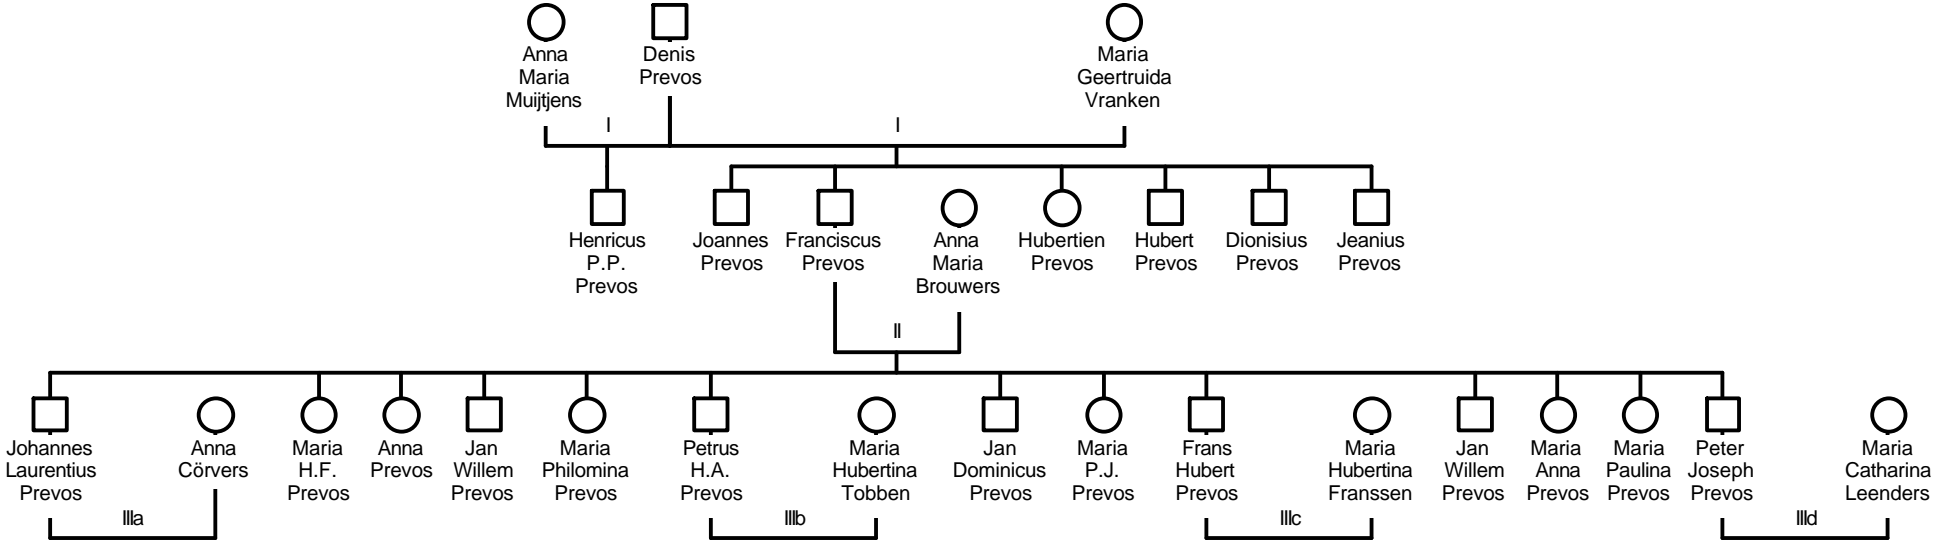 Anna
Maria
Muijtjens
Denis
Prevos
Maria
Geertruida
Vranken
I
I
Henricus
P.P.
Prevos
Joannes
Prevos
Franciscus
Prevos
Anna
Maria
Brouwers
Hubertien
Prevos
Hubert
Prevos
Dionisius
Prevos
Jeanius
Prevos
II
Johannes
Laurentius
Prevos
Anna
Cörvers
Maria
H.F.
Prevos
Anna
Prevos
Jan
Willem
Prevos
Maria
Philomina
Prevos
Petrus
H.A.
Prevos
Maria
Hubertina
Tobben
Jan
Dominicus
Prevos
Maria
P.J.
Prevos
Frans
Hubert
Prevos
Maria
Hubertina
Franssen
Jan
Willem
Prevos
Maria
Anna
Prevos
Maria
Paulina
Prevos
Peter
Joseph
Prevos
Maria
Catharina
Leenders
IIIa
IIIb
IIIc
IIId